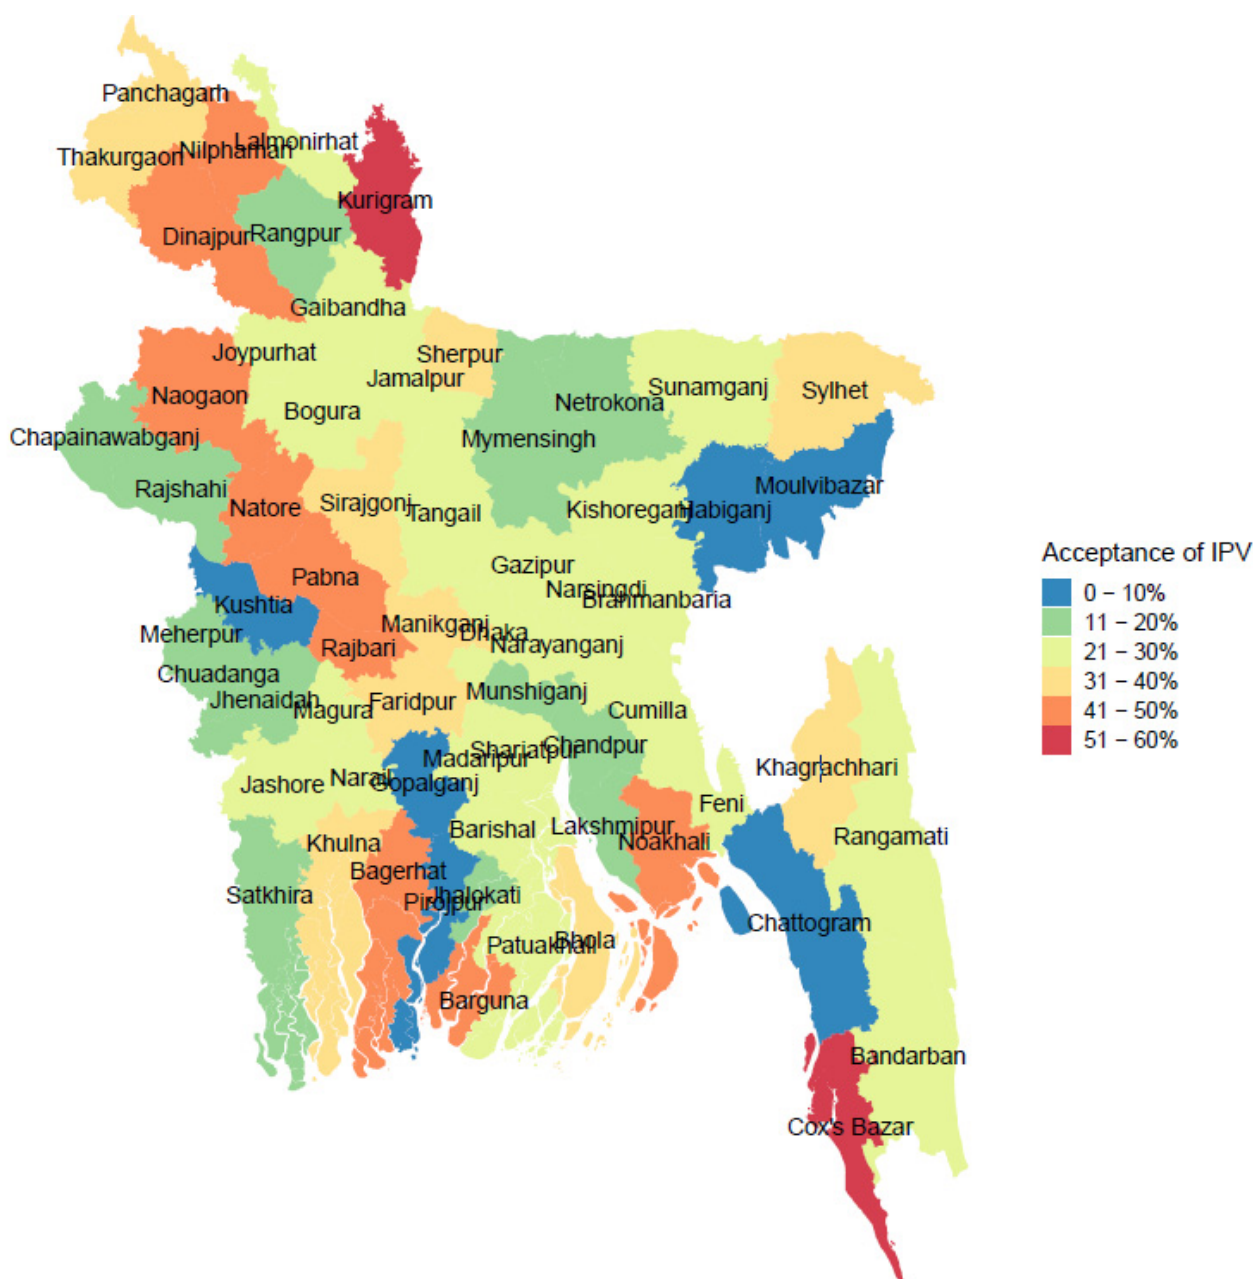 Panchagarh
Lalmonirhat
Nilphamari
Thakurgaon
Kurigram
Rangpur
Dinajpur
Gaibandha
Joypurhat
Sherpur
Jamalpur
Sunamganj
Sylhet
Naogaon
Netrokona
Bogura
Chapainawabganj
Mymensingh
Rajshahi
Moulvibazar
Sirajgonj
Natore
Tangail
Kishoreganj
Habiganj
Acceptance of IPV
0 – 10%
11 – 20%
21 – 30%
31 – 40%
41 – 50%
51 – 60%
Gazipur
Pabna
Narsingdi
Brahmanbaria
Kushtia
Manikganj
Meherpur
Dhaka
Rajbari
Narayanganj
Chuadanga
Munshiganj
Jhenaidah
Faridpur
Magura
Cumilla
Chandpur
Shariatpur
Madaripur
Khagrachhari
Narail
Gopalganj
Jashore
Feni
Lakshmipur
Barishal
Rangamati
Khulna
Noakhali
Bagerhat
Satkhira
Jhalokati
Pirojpur
Chattogram
Bhola
Patuakhali
Barguna
Bandarban
Cox's Bazar